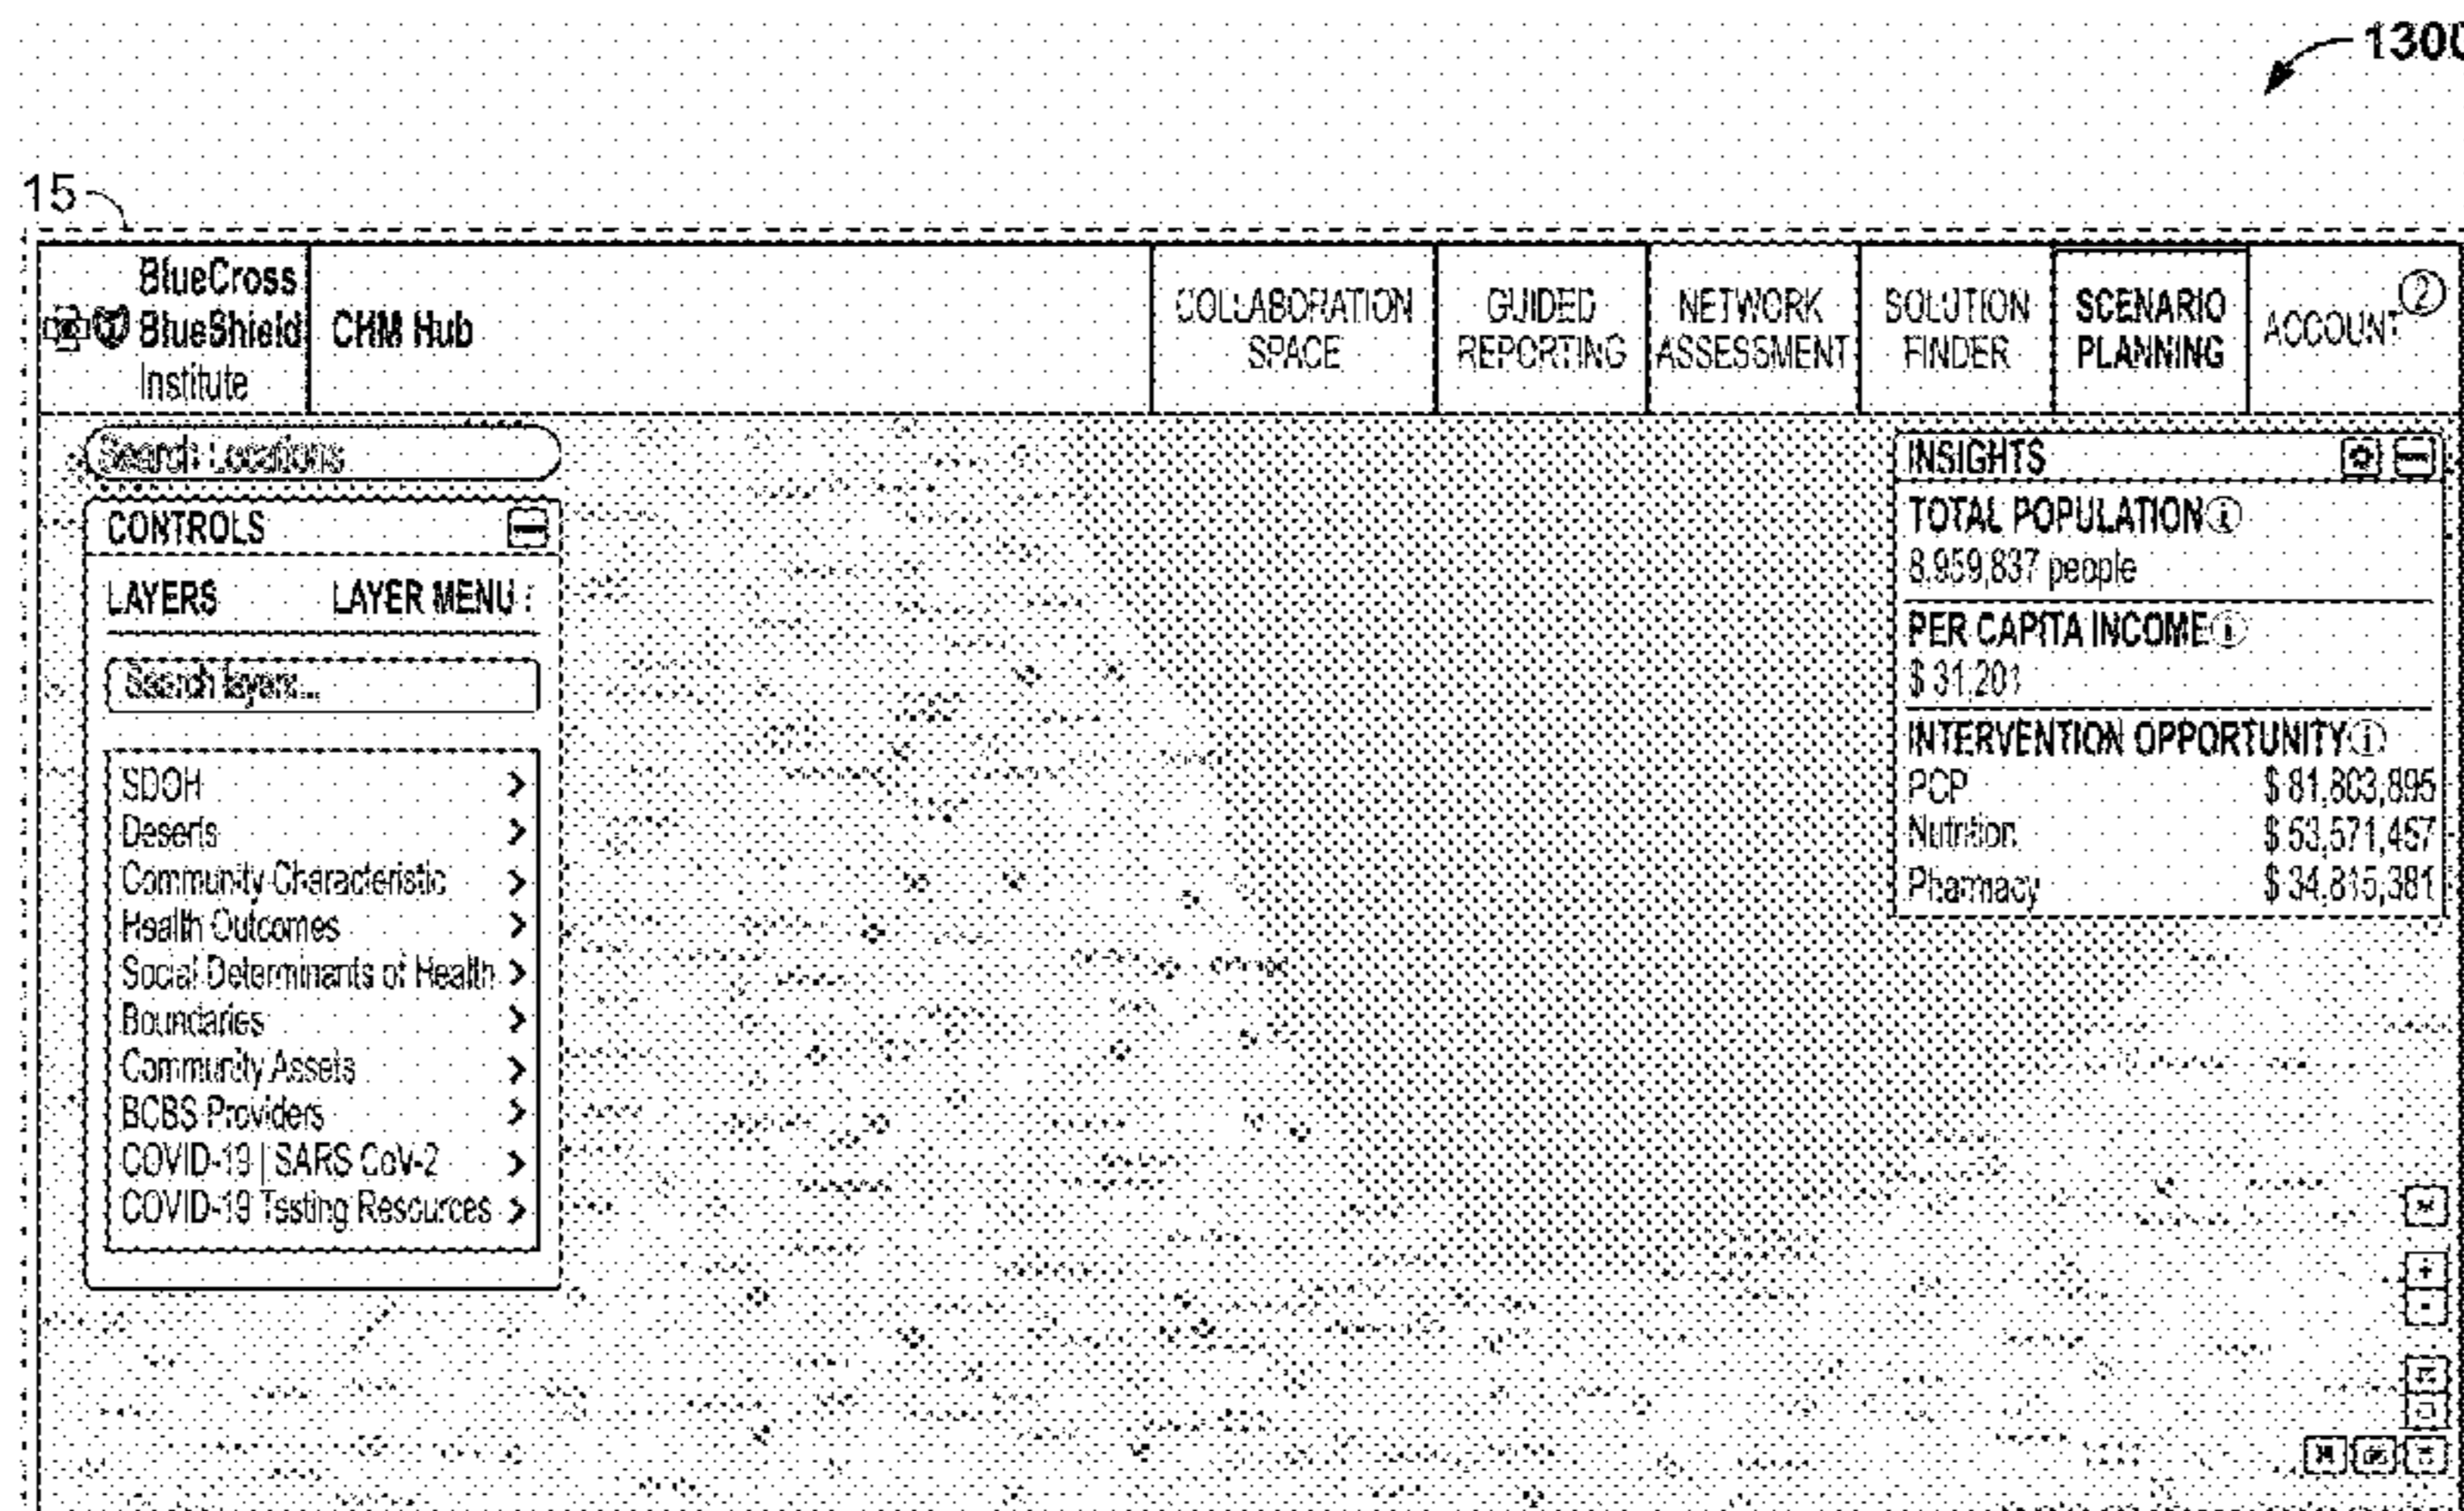 1300
15
BlueCross
BlueShield
Institute
CHM Hub
COLLABORATION
SPACE
GUIDED
REPORTING
NETWORK
ASSESSMENT
SOLUTION
FINDER
SCENARIO
PLANNING
ACCOUNT
2
Search Locations
CONTROLS
LAYERS LAYER MENU
Search layers...
SDOH
Deserts
Community Characteristic
Health Outcomes
Social Determinants of Health
Boundaries
Community Assets
BCBS Providers
COVID-19 | SARS CoV-2
COVID-19 Testing Resources
INSIGHTS
TOTAL POPULATION
8,959,837 people
PER CAPITA INCOME
$ 31,201
INTERVENTION OPPORTUNITY
PCP $ 81,803,895
Nutrition $ 53,571,457
Pharmacy $ 34,815,381